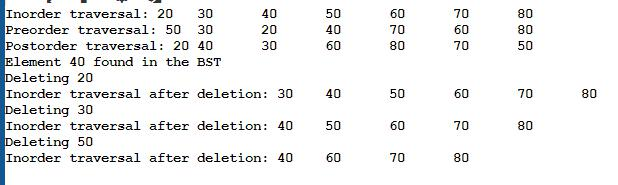 Inorder traversal: 20 30 40 50 60 70 80
Preorder traversal: 50 30 20 40 70 60 80
Postorder traversal: 20 40 30 60 80 70 50
Element 40 found in the BST
Deleting 20
Inorder traversal after deletion: 30 40 50 60 70 80
Deleting 30
Inorder traversal after deletion: 40 50 60 70 80
Deleting 50
Inorder traversal after deletion: 40 60 70 80